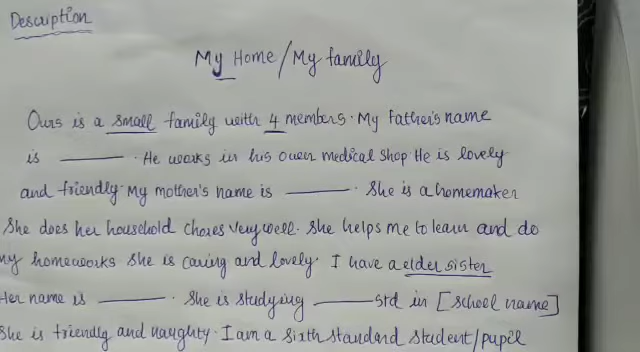 Description
My Home/My family
Ours is a small family with 4 members. My Father's name
is ______. He works in his own medical shop. He is lovely
and friendly. My mother's name is ______. She is a homemaker
She does her household chores very well. She helps me to learn and do
my homeworks She is caring and lovely. I have a elder sister
Her name is ______. She is studying ______std in [school name]
She is friendly and naughty. I am a sixth standard student/pupil